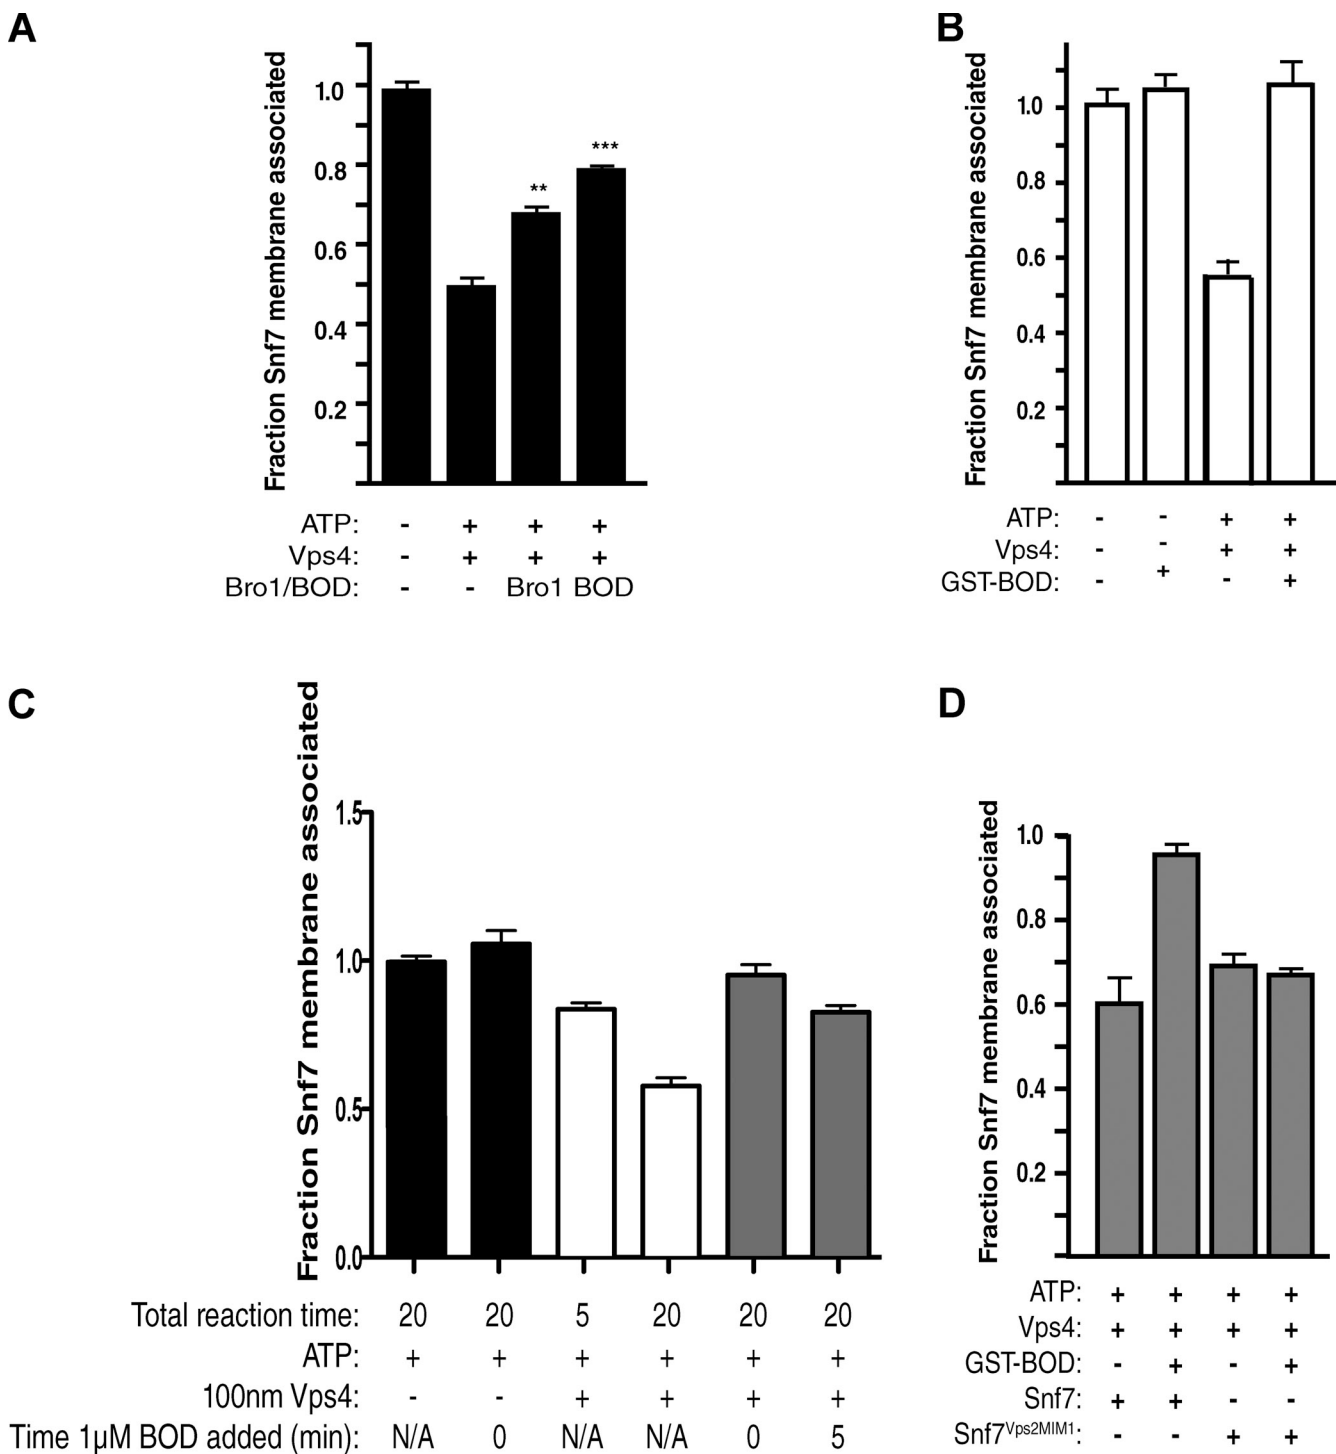 A
Fraction Snf7 membrane associated
1.0
0.8
0.6
0.4
0.2
**
***
ATP: - + + +
Vps4: - + + +
Bro1/BOD: - - Bro1 BOD
B
Fraction Snf7 membrane associated
1.0
0.8
0.6
0.4
0.2
ATP: - - + +
Vps4: - - + +
GST-BOD: - + - +
C
Fraction Snf7 membrane associated
1.5
1.0
0.5
0.0
Total reaction time: 20 20 5 20 20 20
ATP: + + + + + +
100nm Vps4: - - + + + +
Time 1µM BOD added (min): N/A 0 N/A N/A 0 5
D
Fraction Snf7 membrane associated
1.0
0.8
0.6
0.4
0.2
ATP: + + + +
Vps4: + + + +
GST-BOD: - + - +
Snf7: + + - -
Snf7Vps2MIM1: - - + +